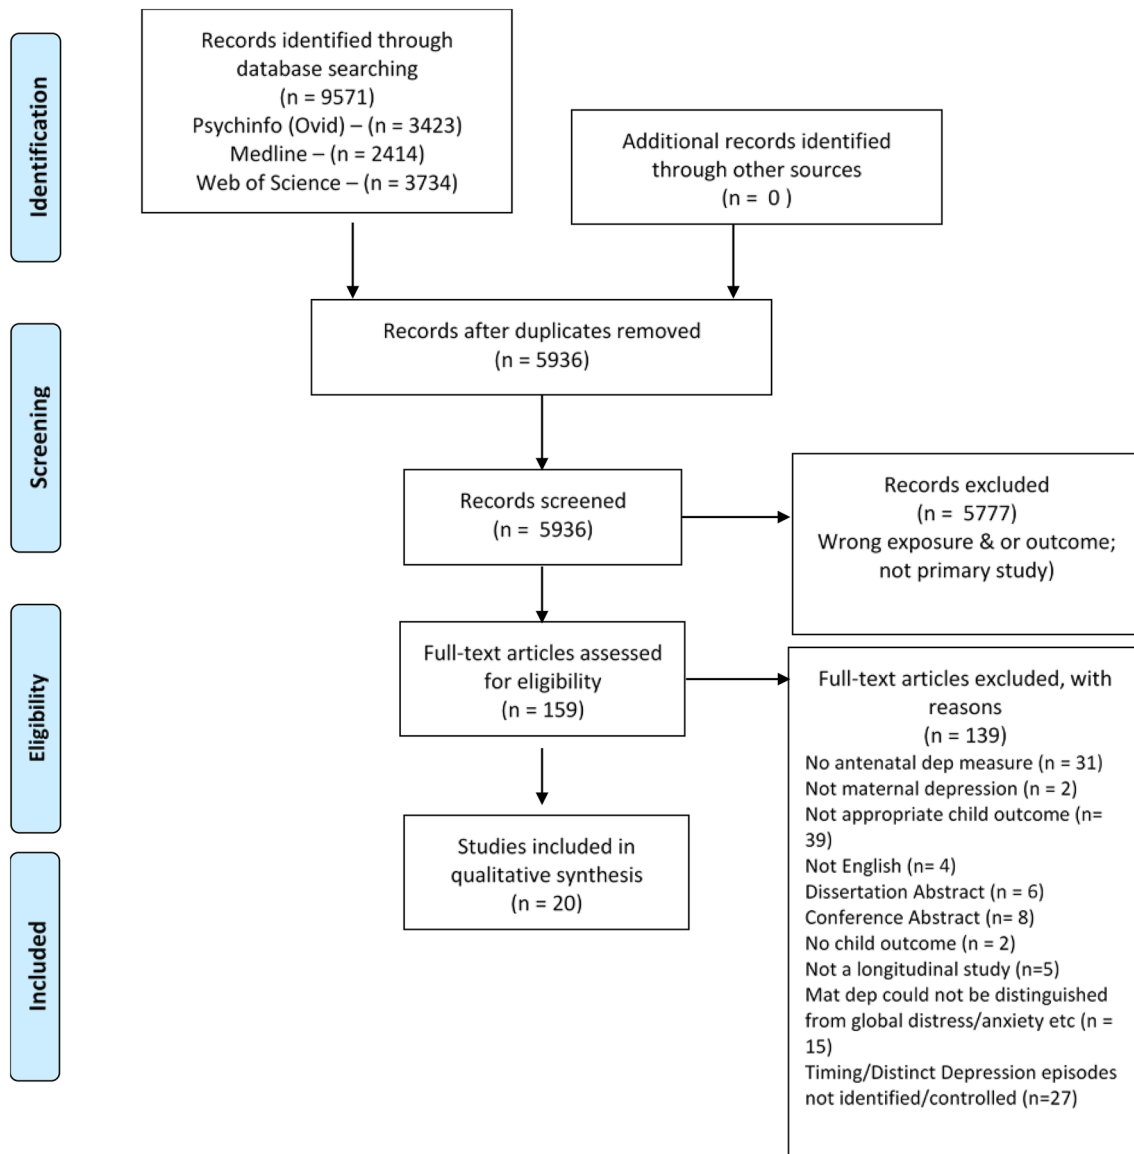 Identification
Records identified through
database searching
(n = 9571)
Psychinfo (Ovid) – (n = 3423)
Medline – (n = 2414)
Web of Science – (n = 3734)
Additional records identified
through other sources
(n = 0 )
Screening
Records after duplicates removed
(n = 5936)
Records screened
(n = 5936)
Records excluded
(n = 5777)
Wrong exposure & or outcome;
not primary study)
Eligibility
Full-text articles assessed
for eligibility
(n = 159)
Full-text articles excluded, with
reasons
(n = 139)
No antenatal dep measure (n = 31)
Not maternal depression (n = 2)
Not appropriate child outcome (n=
39)
Not English (n= 4)
Dissertation Abstract (n = 6)
Conference Abstract (n= 8)
No child outcome (n = 2)
Not a longitudinal study (n=5)
Mat dep could not be distinguished
from global distress/anxiety etc (n =
15)
Timing/Distinct Depression episodes
not identified/controlled (n=27)
Included
Studies included in
qualitative synthesis
(n = 20)